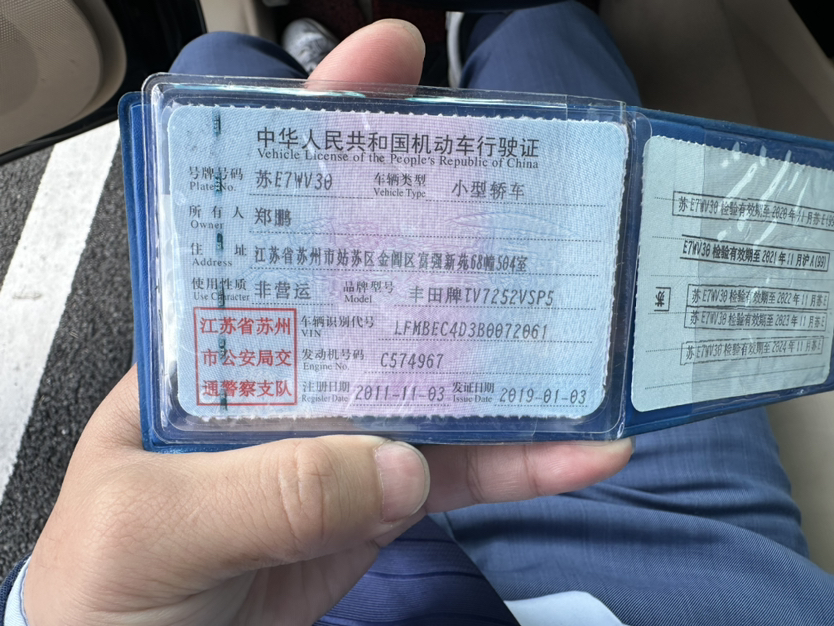 中华人民共和国机动车行驶证
Vehicle License of the People's Republic of China
号牌号码 苏E7WV30 车辆类型 小型轿车
Plate No. Vehicle Type
所有人 郑鹏
Owner
住址 江苏省苏州市姑苏区金阊区富强新苑68幢504室
Address
使用性质 非营运 品牌型号 丰田牌TV7252VSP5
Use Character Model
江苏省苏州
市公安局交
通警察支队
车辆识别代号 LFMBEC4D3B0072061
VIN
发动机号码 C574967
Engine No.
注册日期 2011-11-03 发证日期 2019-01-03
Register Date Issue Date
苏E7WV30 检验有效期至 2020年11月苏E
E7WV30 检验有效期至 2021年11月沪A(99)
苏
苏E7WV30 检验有效期至 2022年11月苏E
苏E7WV30 检验有效期至 2023年11月苏E
苏E7WV30 检验有效期至 2024年11月苏E